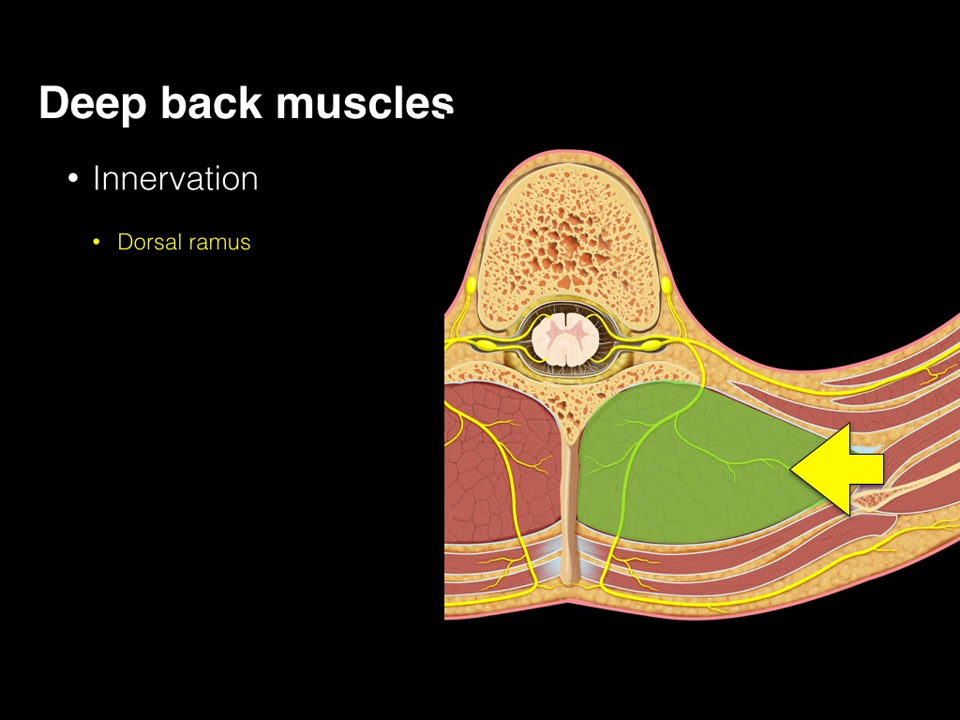 Deep back muscles
• Innervation
• Dorsal ramus